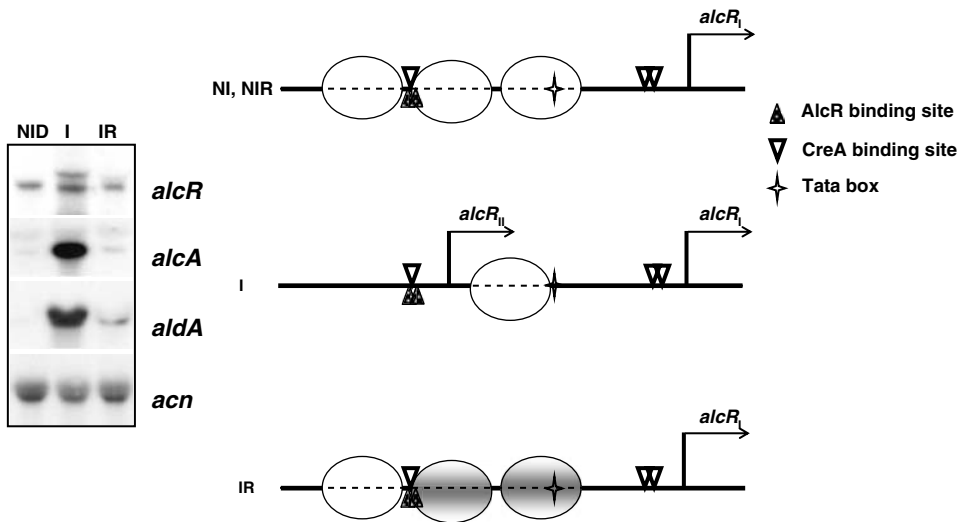 NID I IR
alcR
alcA
aldA
acn
NI, NIR
alcRI
I
alcRII
alcRI
IR
alcRI
AlcR binding site
CreA binding site
Tata box